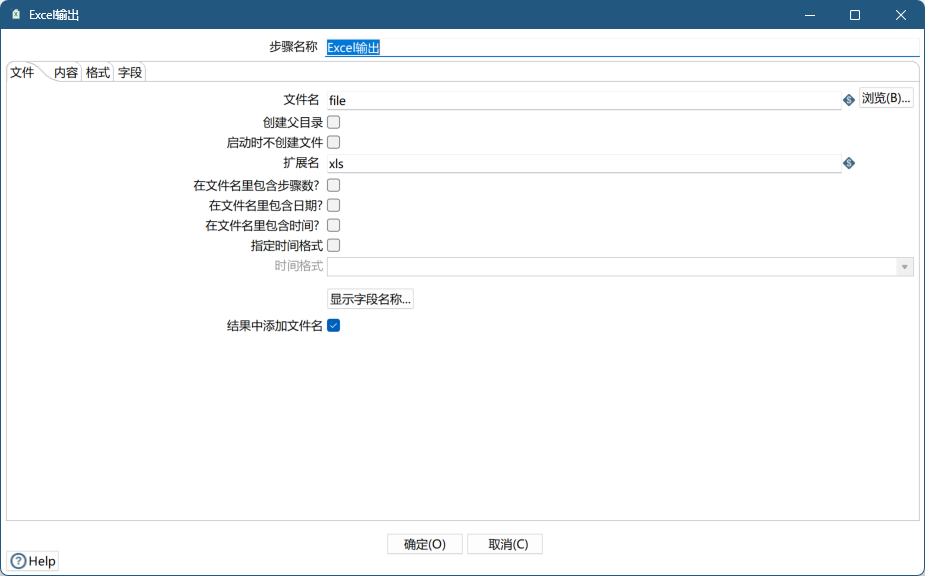 Excel输出
步骤名称 Excel输出
文件 内容 格式 字段
文件名 file 浏览(B)...
创建父目录
启动时不创建文件
扩展名 xls
在文件名里包含步骤数?
在文件名里包含日期?
在文件名里包含时间?
指定时间格式
时间格式
显示字段名称...
结果中添加文件名
确定(O) 取消(C)
Help